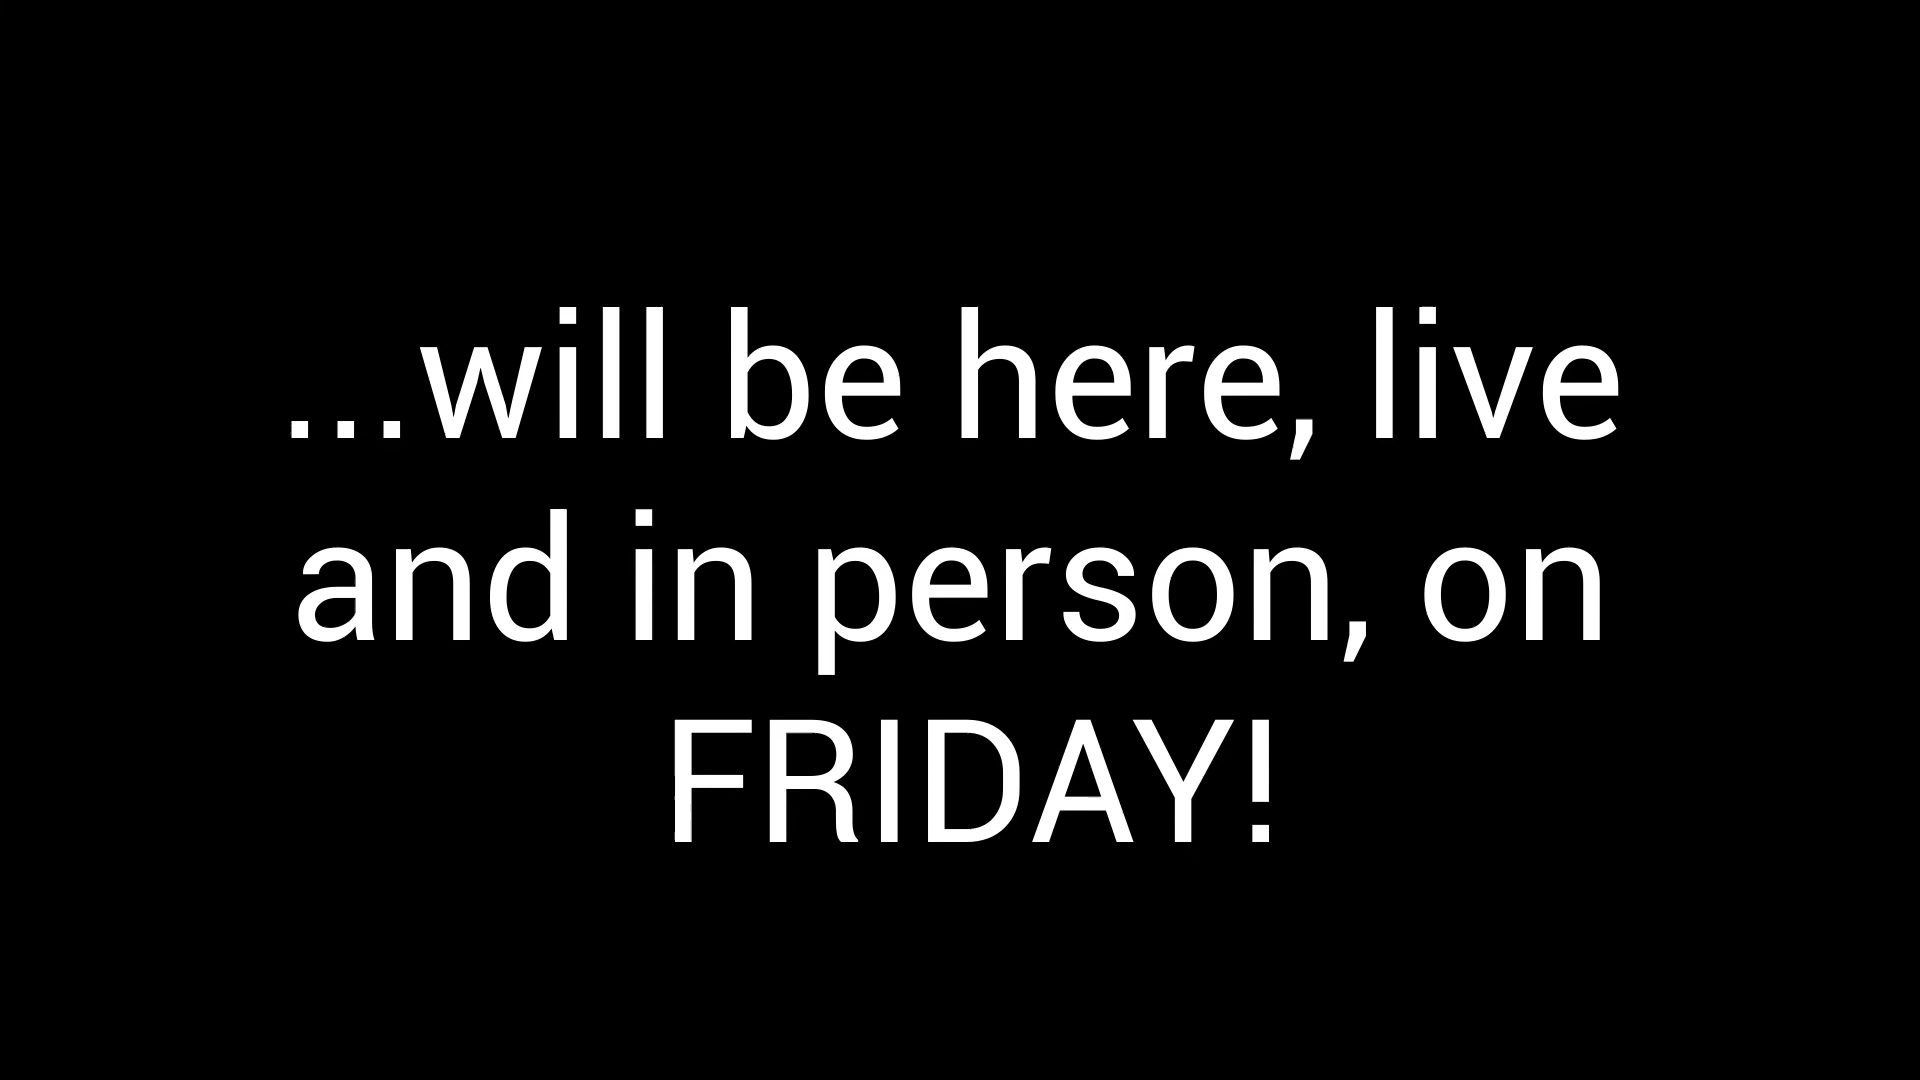 ...will be here, live
and in person, on
FRIDAY!